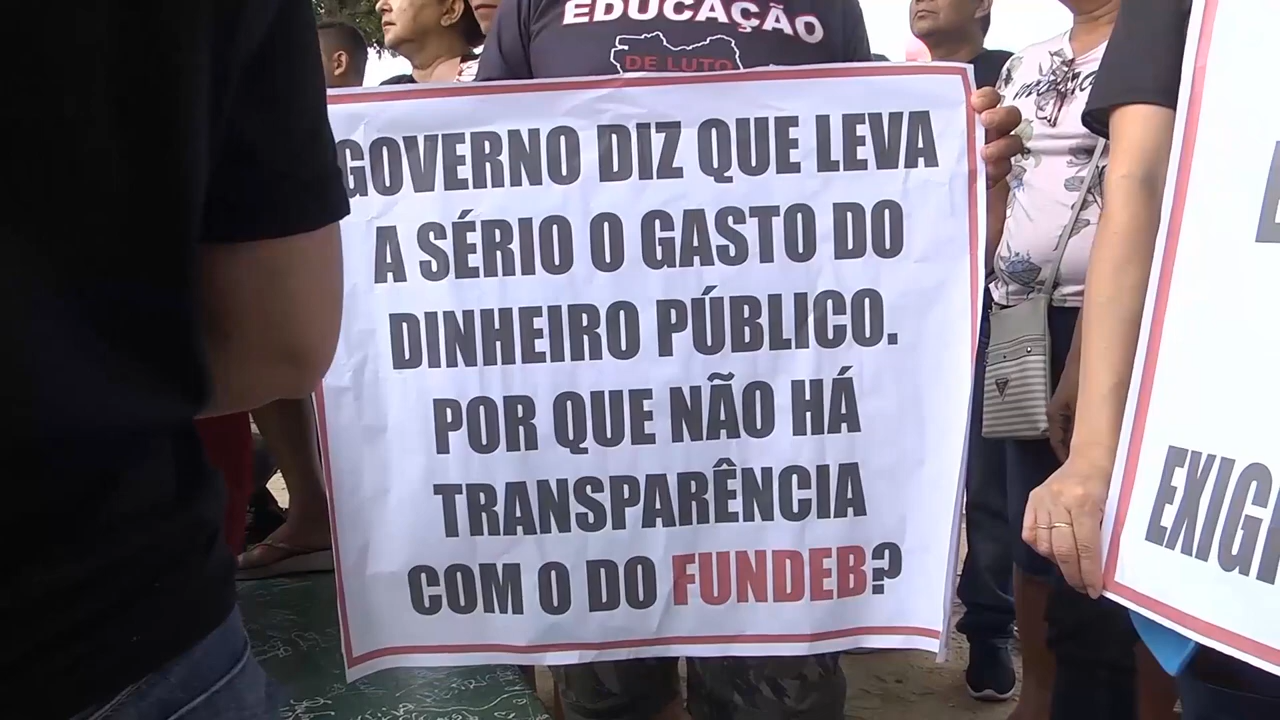 EDUCAÇÃO
DE LUTO
GOVERNO DIZ QUE LEVA
A SÉRIO O GASTO DO
DINHEIRO PÚBLICO.
POR QUE NÃO HÁ
TRANSPARÊNCIA
COM O DO FUNDEB?